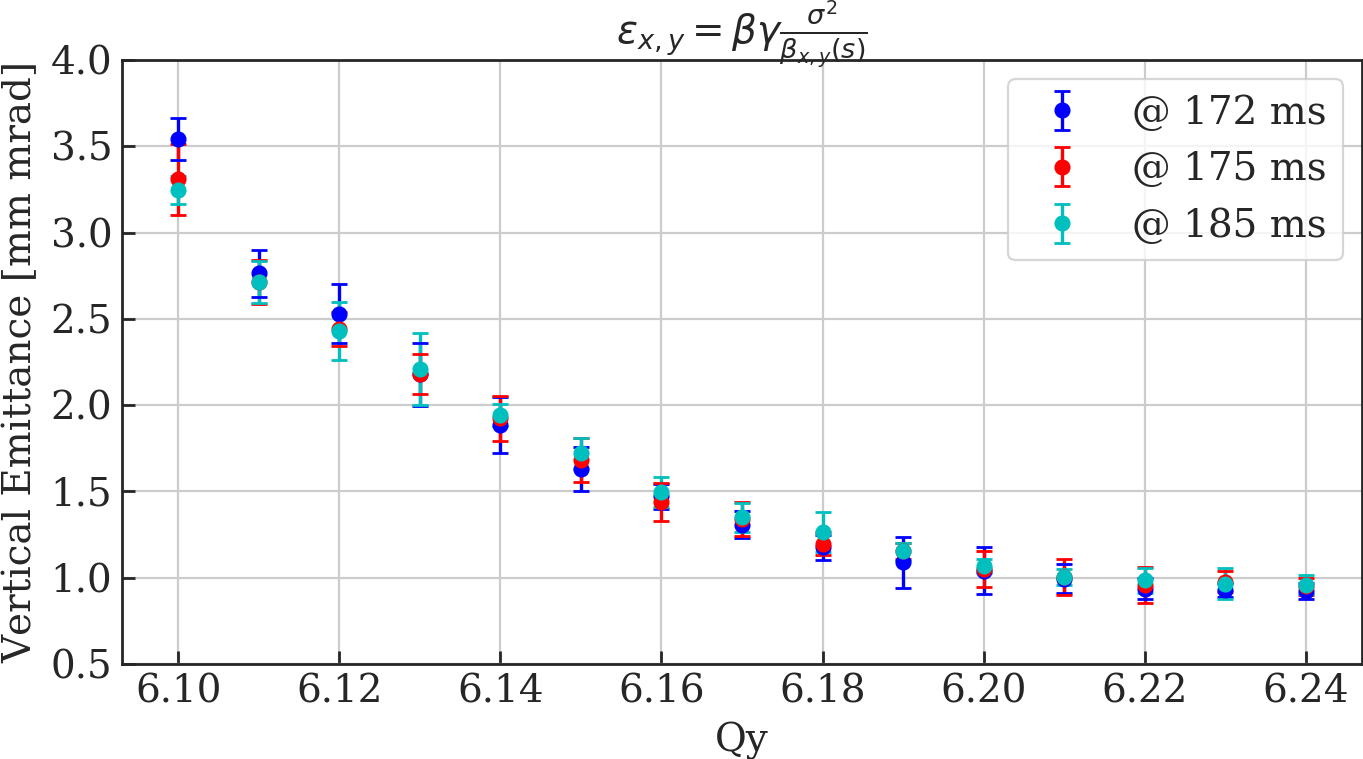 εx,y = βγ σ²/βx,y(s)
Vertical Emittance [mm mrad]
4.0
3.5
3.0
2.5
2.0
1.5
1.0
0.5
@ 172 ms
@ 175 ms
@ 185 ms
6.10 6.12 6.14 6.16 6.18 6.20 6.22 6.24
Qy